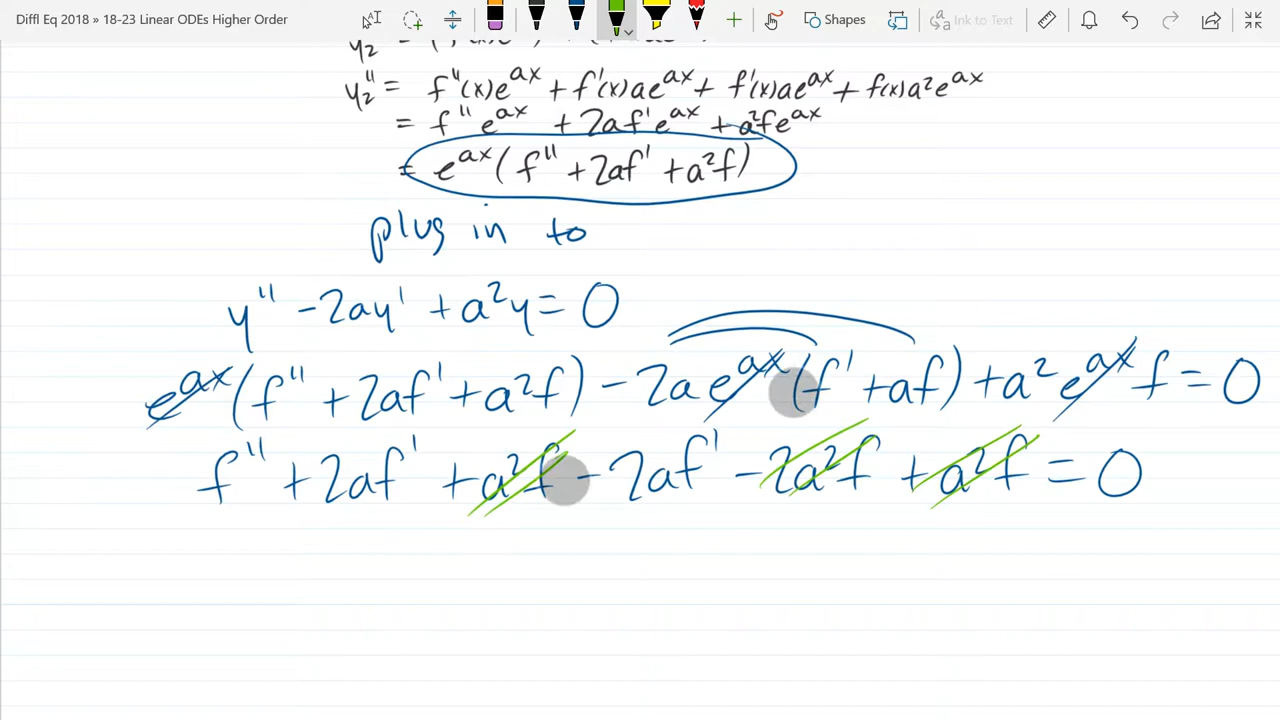 Diffl Eq 2018 » 18-23 Linear ODEs Higher Order
Shapes
Ink to Text
y₂'' = f''(x)e^{ax} + f'(x)ae^{ax} + f'(x)ae^{ax} + f(x)a²e^{ax}
= f''e^{ax} + 2af'e^{ax} + a²fe^{ax}
= e^{ax}(f'' + 2af' + a²f)
plug in to
y'' - 2ay' + a²y = 0
e^{ax}(f'' + 2af' + a²f) - 2ae^{ax}(f' + af) + a²e^{ax}f = 0
f'' + 2af' + a²f - 2af' - 2a²f + a²f = 0